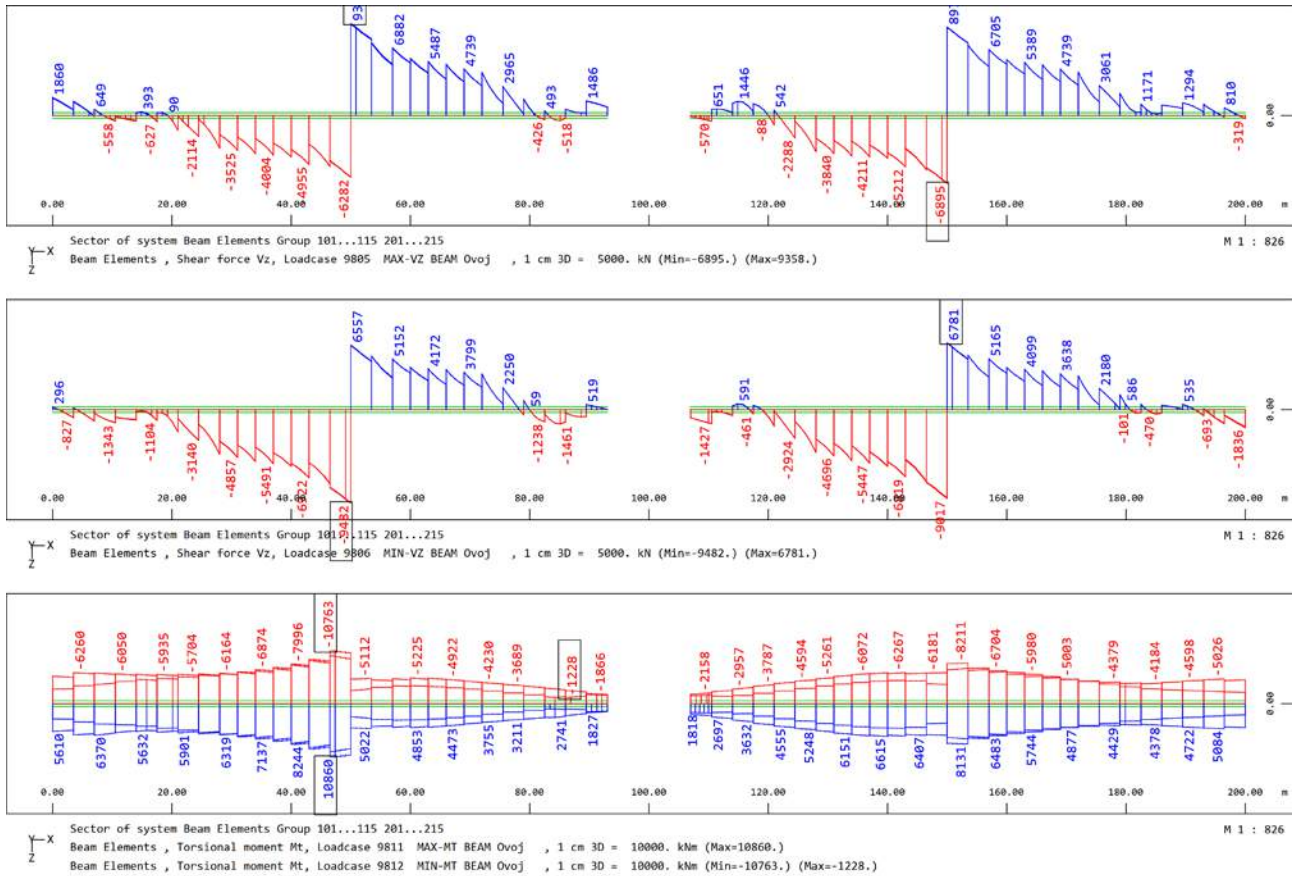 93
1860 649 393 90 6882 5487 4739 2965 493 1486 651 1446 542 6705 5389 4739 3061 1171 1294 810
-558 -627 -2114 -3525 -4004 -4955 -6282 -426 -518 -570 -88 -2288 -3840 -4211 -5212 -6895 -319
0.00
0.00 20.00 40.00 60.00 80.00 100.00 120.00 140.00 160.00 180.00 200.00 m
Y X Z Sector of system Beam Elements Group 101...115 201...215 M 1 : 826
Beam Elements , Shear force Vz, Loadcase 9805 MAX-VZ BEAM Ovoj , 1 cm 3D = 5000. kN (Min=-6895.) (Max=9358.)
296 6557 5152 4172 3799 2250 59 519 591 6781 5165 4099 3638 2180 586 535
-827 -1343 -1104 -3140 -4857 -5491 -9482 -1238 -1461 -1427 -461 -2924 -4696 -5447 -9017 -101 -470 -693 -1836
0.00
0.00 20.00 40.00 60.00 80.00 100.00 120.00 140.00 160.00 180.00 200.00 m
Y X Z Sector of system Beam Elements Group 101...115 201...215 M 1 : 826
Beam Elements , Shear force Vz, Loadcase 9806 MIN-VZ BEAM Ovoj , 1 cm 3D = 5000. kN (Min=-9482.) (Max=6781.)
-6260 -6050 -5935 -5704 -6164 -6874 -7996 -10763 -5112 -5225 -4922 -4230 -3689 -1228 -1866 -2158 -2957 -3787 -4594 -5261 -6072 -6267 -6181 -8211 -6704 -5980 -5003 -4379 -4184 -4598 -5026
0.00
5610 6370 5632 5901 6319 7137 8244 10860 5022 4853 4473 3755 3211 2741 1827 1818 2697 3632 4555 5248 6151 6615 6407 8131 6483 5744 4877 4429 4378 4722 5084
0.00 20.00 40.00 60.00 80.00 100.00 120.00 140.00 160.00 180.00 200.00 m
Y X Z Sector of system Beam Elements Group 101...115 201...215 M 1 : 826
Beam Elements , Torsional moment Mt, Loadcase 9811 MAX-MT BEAM Ovoj , 1 cm 3D = 10000. kNm (Max=10860.)
Beam Elements , Torsional moment Mt, Loadcase 9812 MIN-MT BEAM Ovoj , 1 cm 3D = 10000. kNm (Min=-10763.) (Max=-1228.)